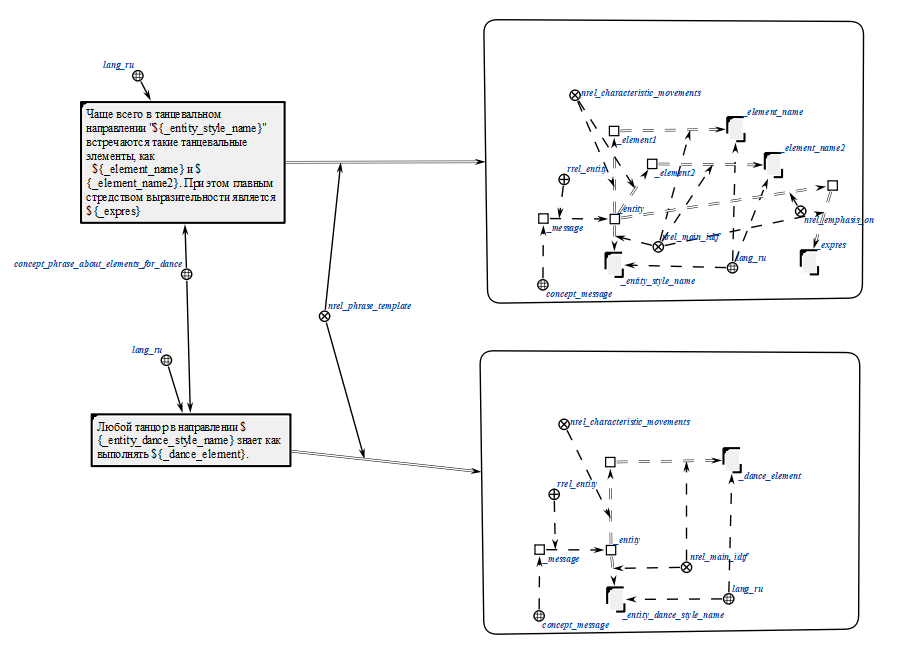 lang_ru
Чаще всего в танцевальном
направлении "${_entity_style_name}"
встречаются такие танцевальные
элементы, как
${_element_name} и $
{_element_name2}. При этом главным
стредством выразительности является
${_expres}
concept_phrase_about_elements_for_dance
lang_ru
Любой танцор в направлении $
{_entity_dance_style_name} знает как
выполнять ${_dance_element}.
nrel_phrase_template
nrel_characteristic_movements
_element_name
_element1
_element_name2
rrel_entity
_element2
_entity
_message
nrel_emphasis_on
nrel_main_idtf
_expres
lang_ru
_entity_style_name
concept_message
nrel_characteristic_movements
_dance_element
rrel_entity
_entity
_message
nrel_main_idtf
lang_ru
_entity_dance_style_name
concept_message